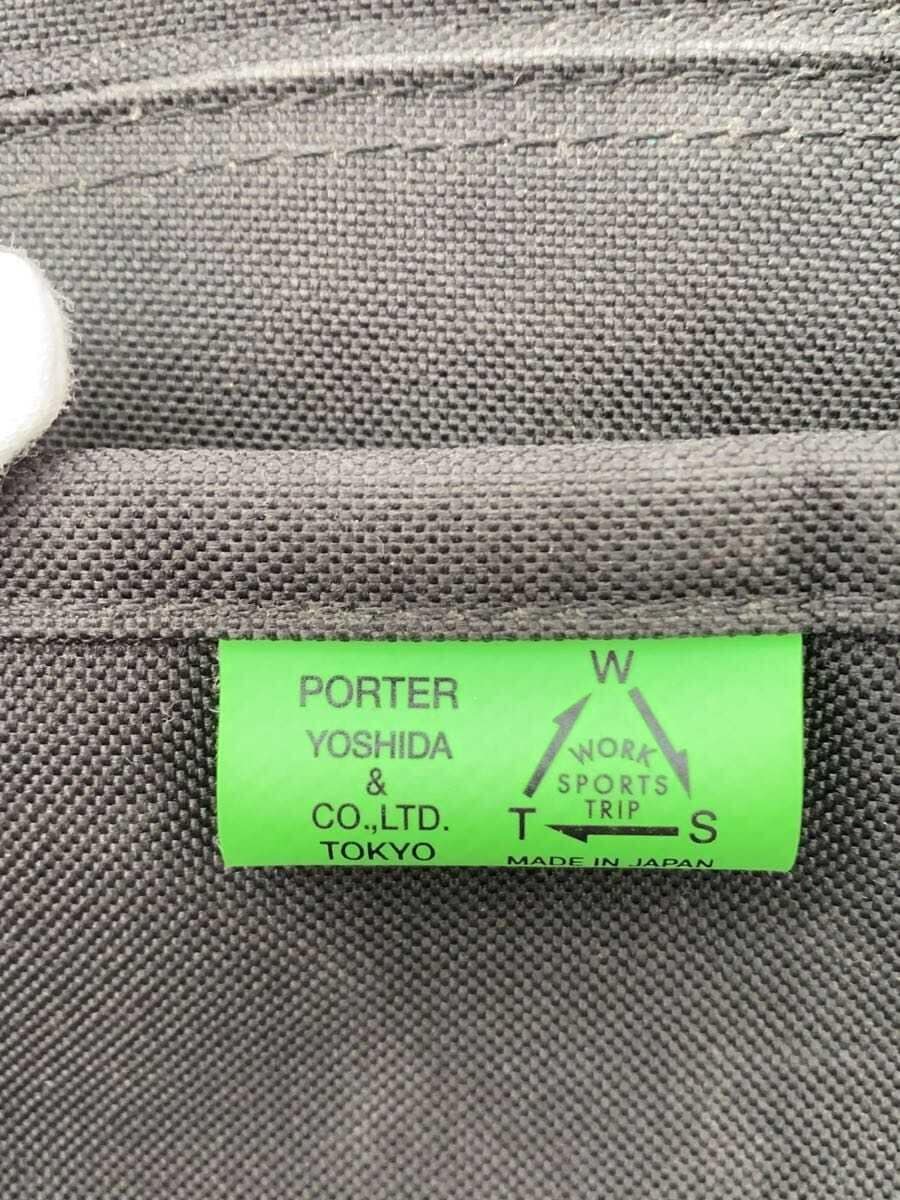 PORTER
YOSHIDA
&
CO.,LTD.
TOKYO
W
WORK
SPORTS
TRIP
T S
MADE IN JAPAN